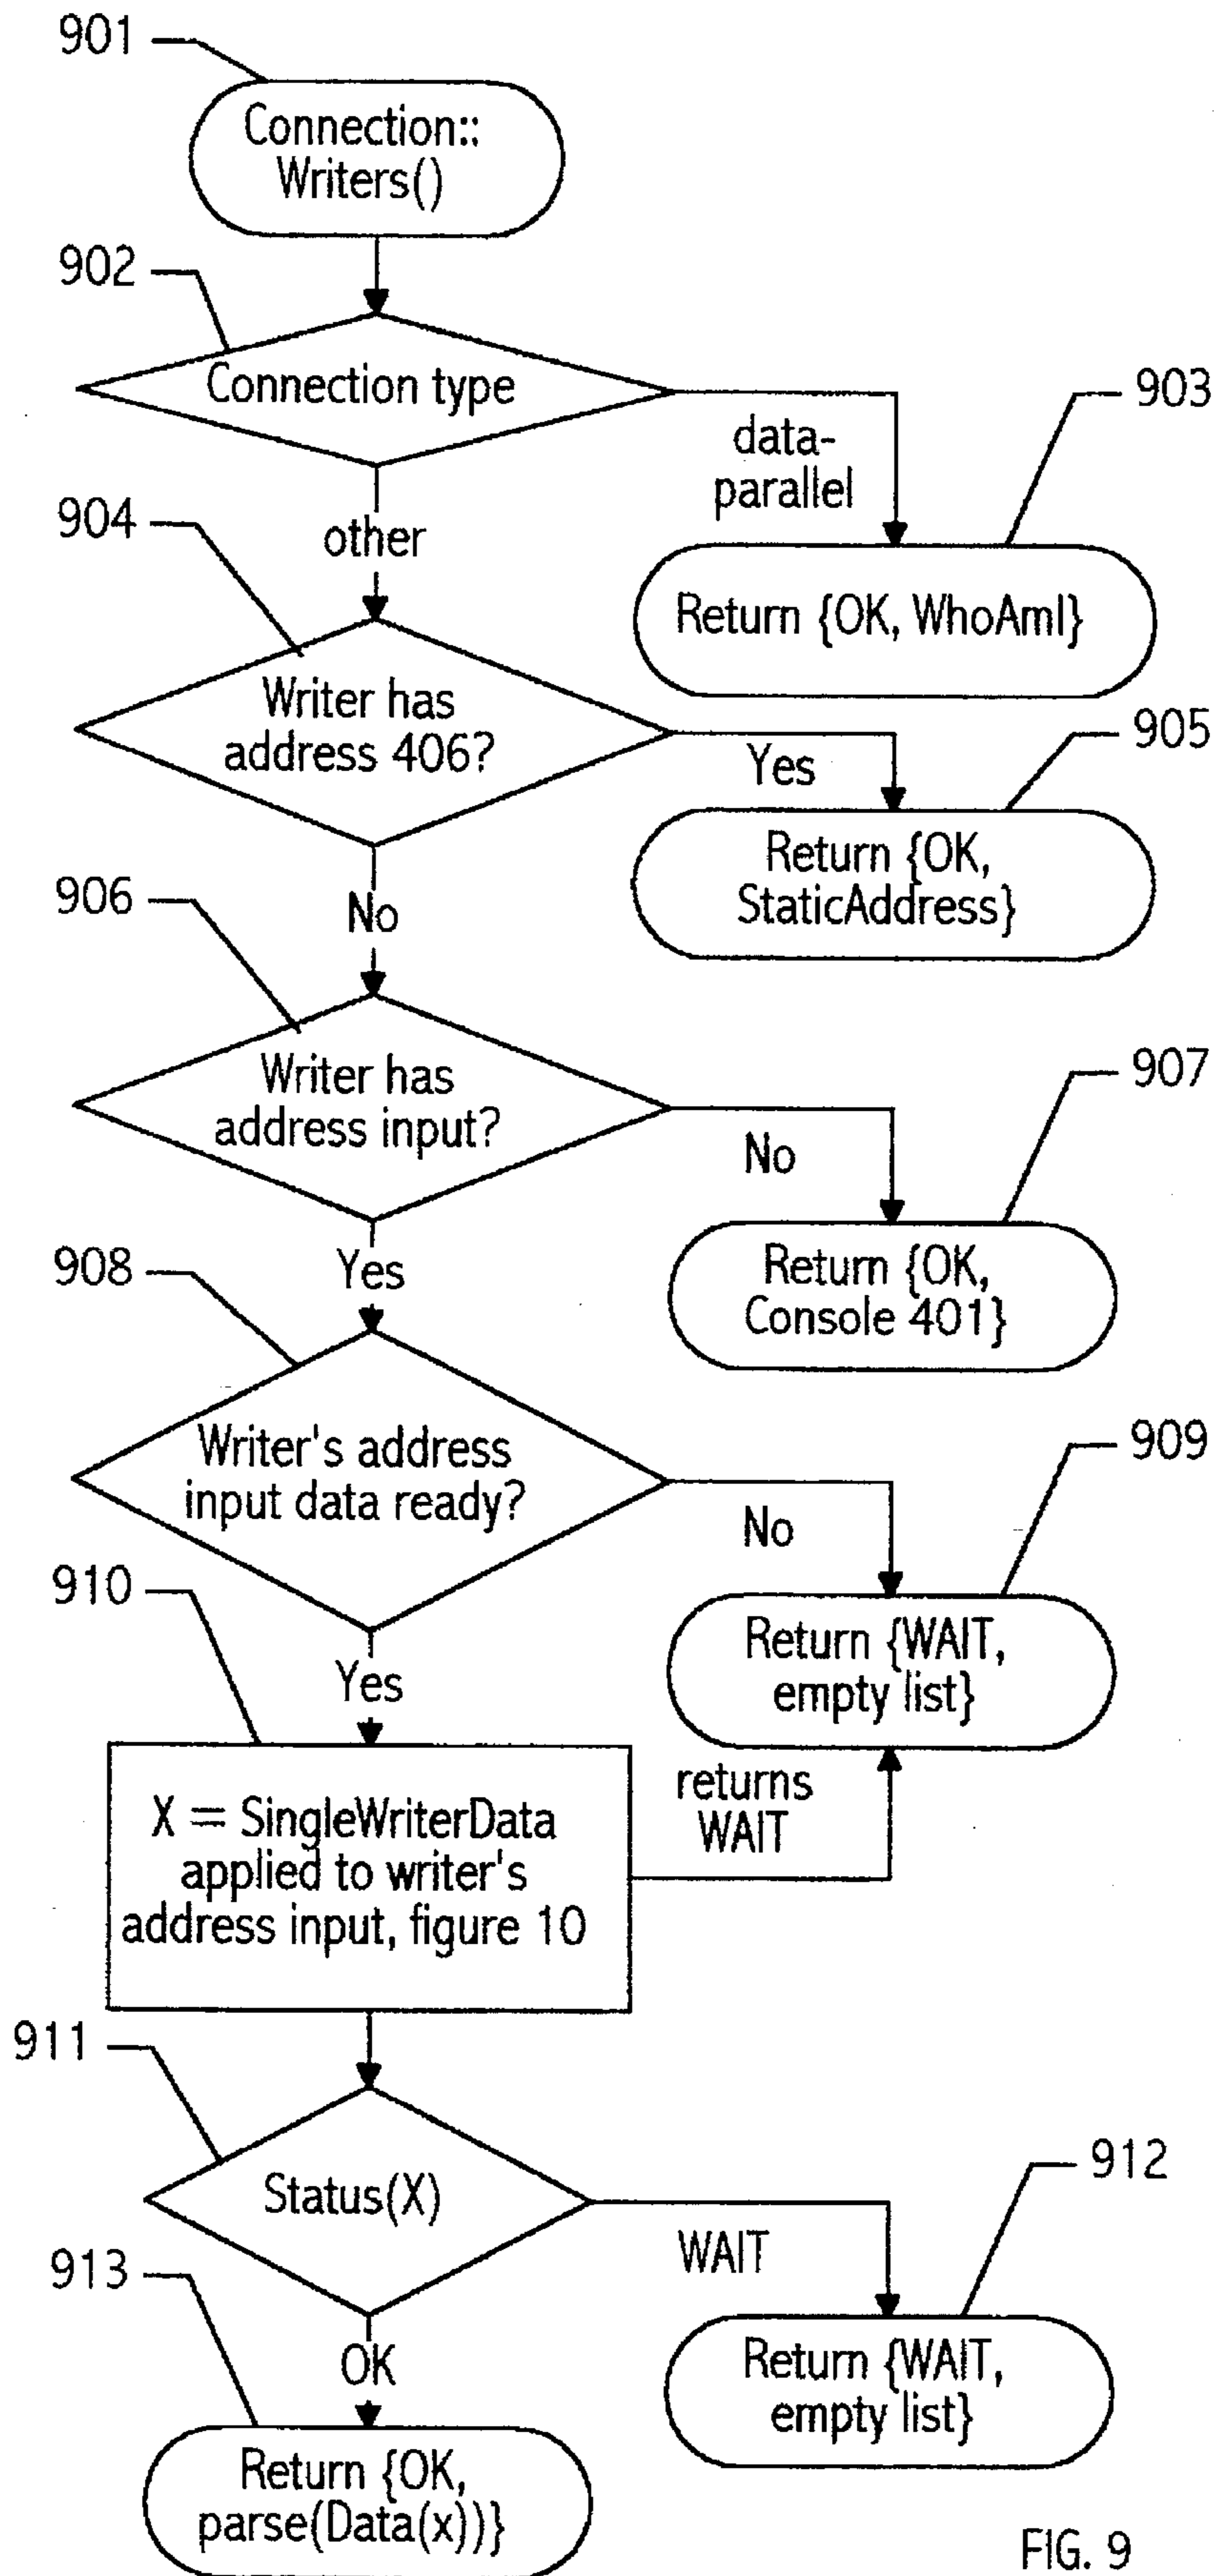 901
Connection::
Writers()
902
Connection type
903
data-
parallel
904
other
Return {OK, WhoAmI}
Writer has
address 406?
905
Yes
Return {OK,
StaticAddress}
906
No
Writer has
address input?
907
No
Return {OK,
Console 401}
908
Yes
Writer's address
input data ready?
909
No
910
Return {WAIT,
empty list}
Yes
returns
WAIT
X = SingleWriterData
applied to writer's
address input, figure 10
911
Status(X)
912
WAIT
913
OK
Return {WAIT,
empty list}
Return {OK,
parse(Data(x))}
FIG. 9